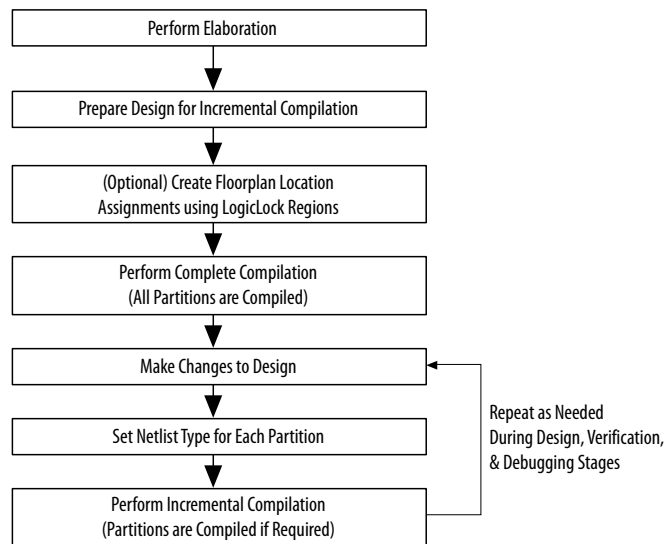 Perform Elaboration
Prepare Design for Incremental Compilation
(Optional) Create Floorplan Location
Assignments using LogicLock Regions
Perform Complete Compilation
(All Partitions are Compiled)
Make Changes to Design
Repeat as Needed
During Design, Verification,
& Debugging Stages
Set Netlist Type for Each Partition
Perform Incremental Compilation
(Partitions are Compiled if Required)